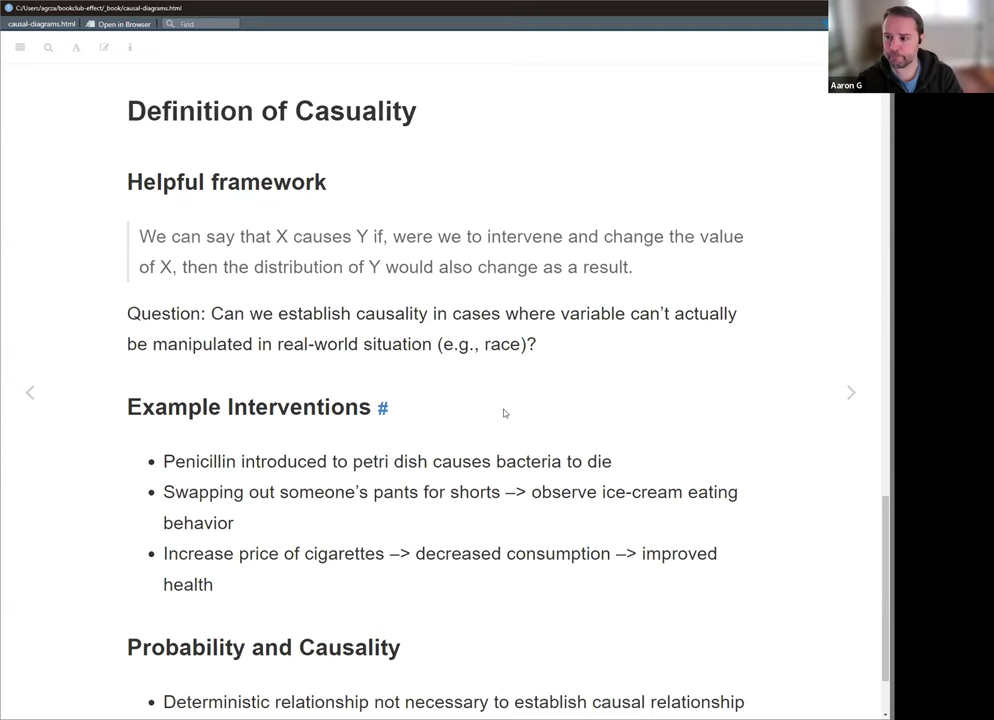 C:/Users/agrza/bookclub-effect/_book/causal-diagrams.html
causal-diagrams.html
Open in Browser
Find
Aaron G
Definition of Casuality
Helpful framework
We can say that X causes Y if, were we to intervene and change the value
of X, then the distribution of Y would also change as a result.
Question: Can we establish causality in cases where variable can’t actually
be manipulated in real-world situation (e.g., race)?
Example Interventions #
• Penicillin introduced to petri dish causes bacteria to die
• Swapping out someone’s pants for shorts –> observe ice-cream eating
behavior
• Increase price of cigarettes –> decreased consumption –> improved
health
Probability and Causality
• Deterministic relationship not necessary to establish causal relationship